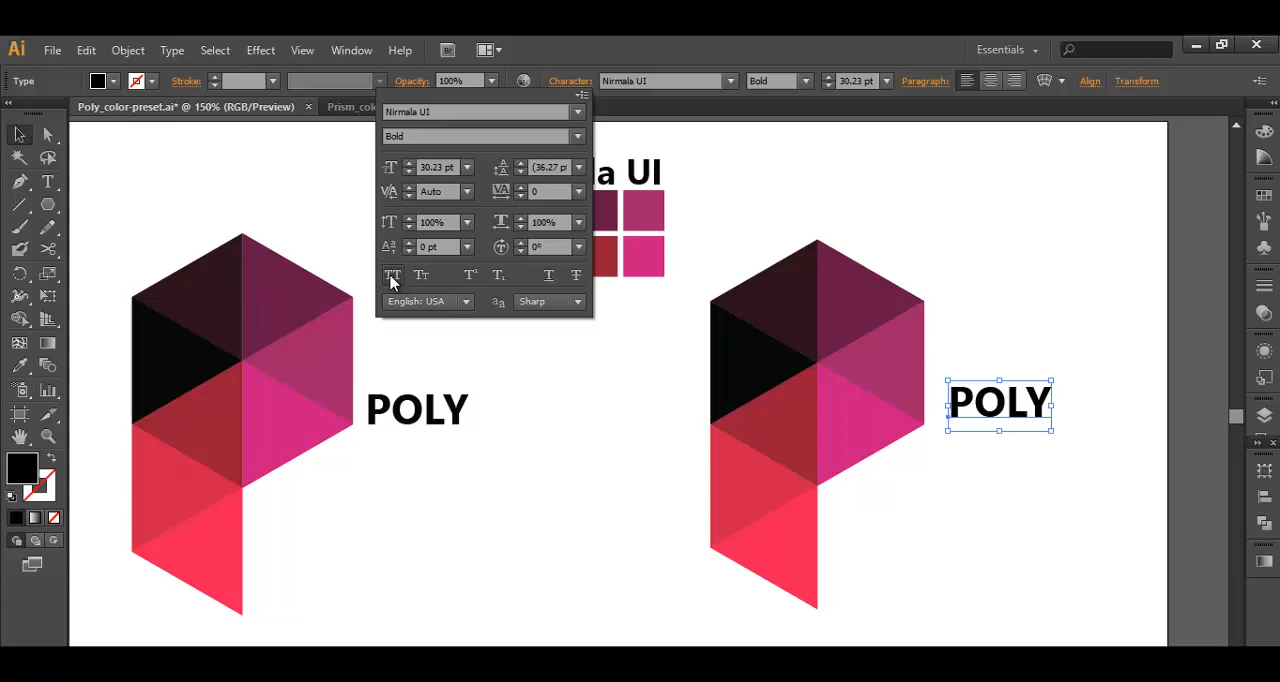 Ai File Edit Object Type Select Effect View Window Help Br Essentials
Type Stroke: Opacity: 100% Character: Nirmala UI Bold 30.23 pt Paragraph: Align Transform
Poly_color-preset.ai* @ 150% (RGB/Preview) × Prism_col
Nirmala UI
Bold
30.23 pt (36.27 p
Auto 0
100% 100%
0 pt 0°
English: USA Sharp
la UI
POLY
POLY